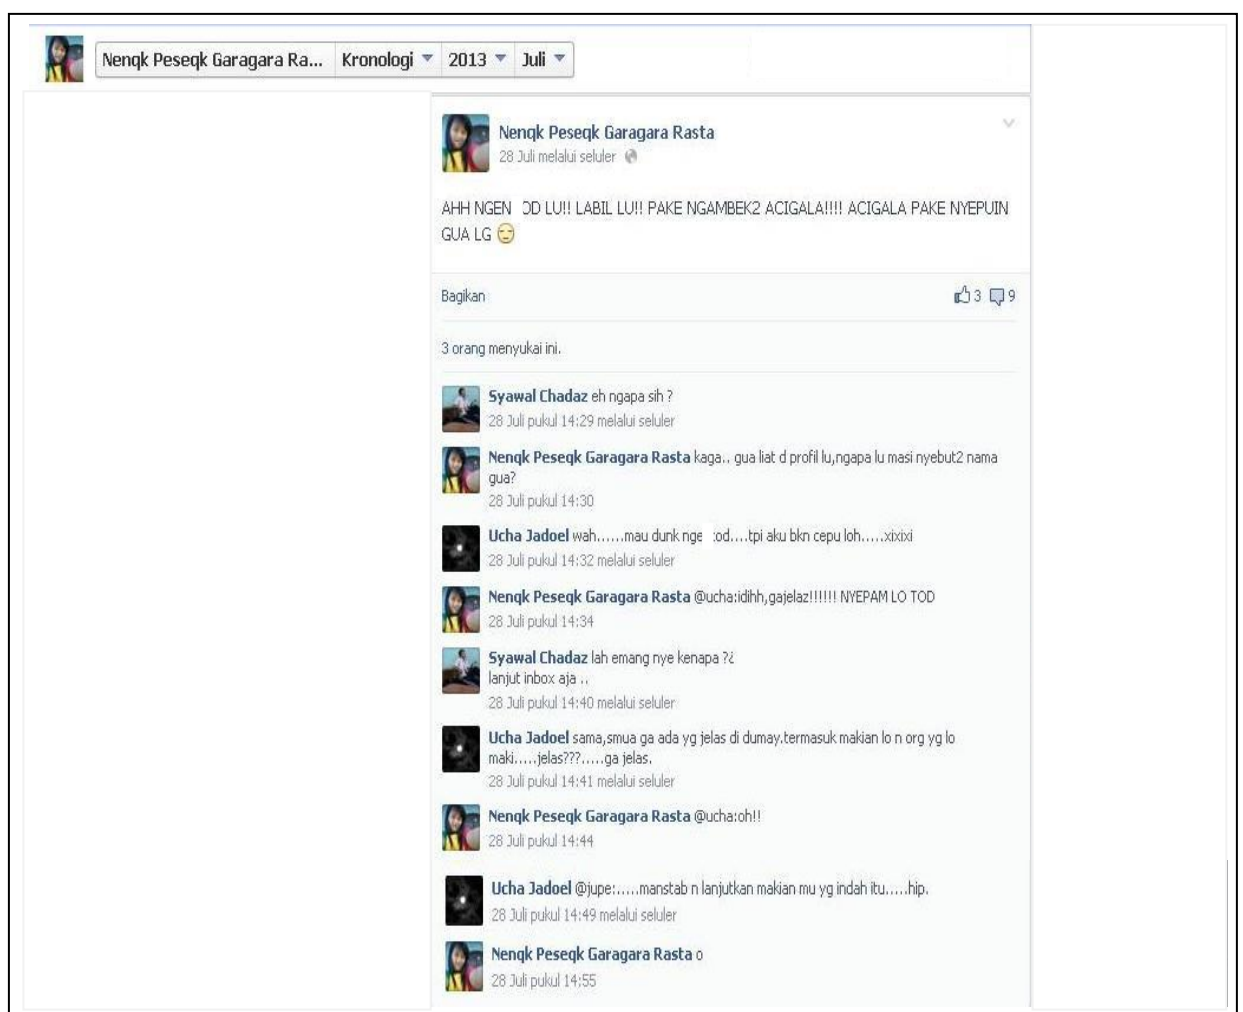 Nenqk Peseqk Garagara Ra... Kronologi 2013 Juli
Nenqk Peseqk Garagara Rasta
28 Juli melalui seluler
AHH NGEN OD LU!! LABIL LU!! PAKE NGAMBEK2 ACIGALA!!!! ACIGALA PAKE NYEPUIN
GUA LG
Bagikan 3 9
3 orang menyukai ini.
Syawal Chadaz eh ngapa sih ?
28 Juli pukul 14:29 melalui seluler
Nenqk Peseqk Garagara Rasta kaga.. gua liat d profil lu,ngapa lu masi nyebut2 nama
gua?
28 Juli pukul 14:30
Ucha Jadoel wah......mau dunk nge tod....tpi aku bkn cepu loh.....xixixi
28 Juli pukul 14:32 melalui seluler
Nenqk Peseqk Garagara Rasta @ucha:idihh,gajelaz!!!!!! NYEPAM LO TOD
28 Juli pukul 14:34
Syawal Chadaz lah emang nye kenapa ?¿
lanjut inbox aja ..
28 Juli pukul 14:40 melalui seluler
Ucha Jadoel sama,smua ga ada yg jelas di dumay.termasuk makian lo n org yg lo
maki.....jelas???.....ga jelas.
28 Juli pukul 14:41 melalui seluler
Nenqk Peseqk Garagara Rasta @ucha:oh!!
28 Juli pukul 14:44
Ucha Jadoel @jupe:.....manstab n lanjutkan makian mu yg indah itu.....hip.
28 Juli pukul 14:49 melalui seluler
Nenqk Peseqk Garagara Rasta o
28 Juli pukul 14:55